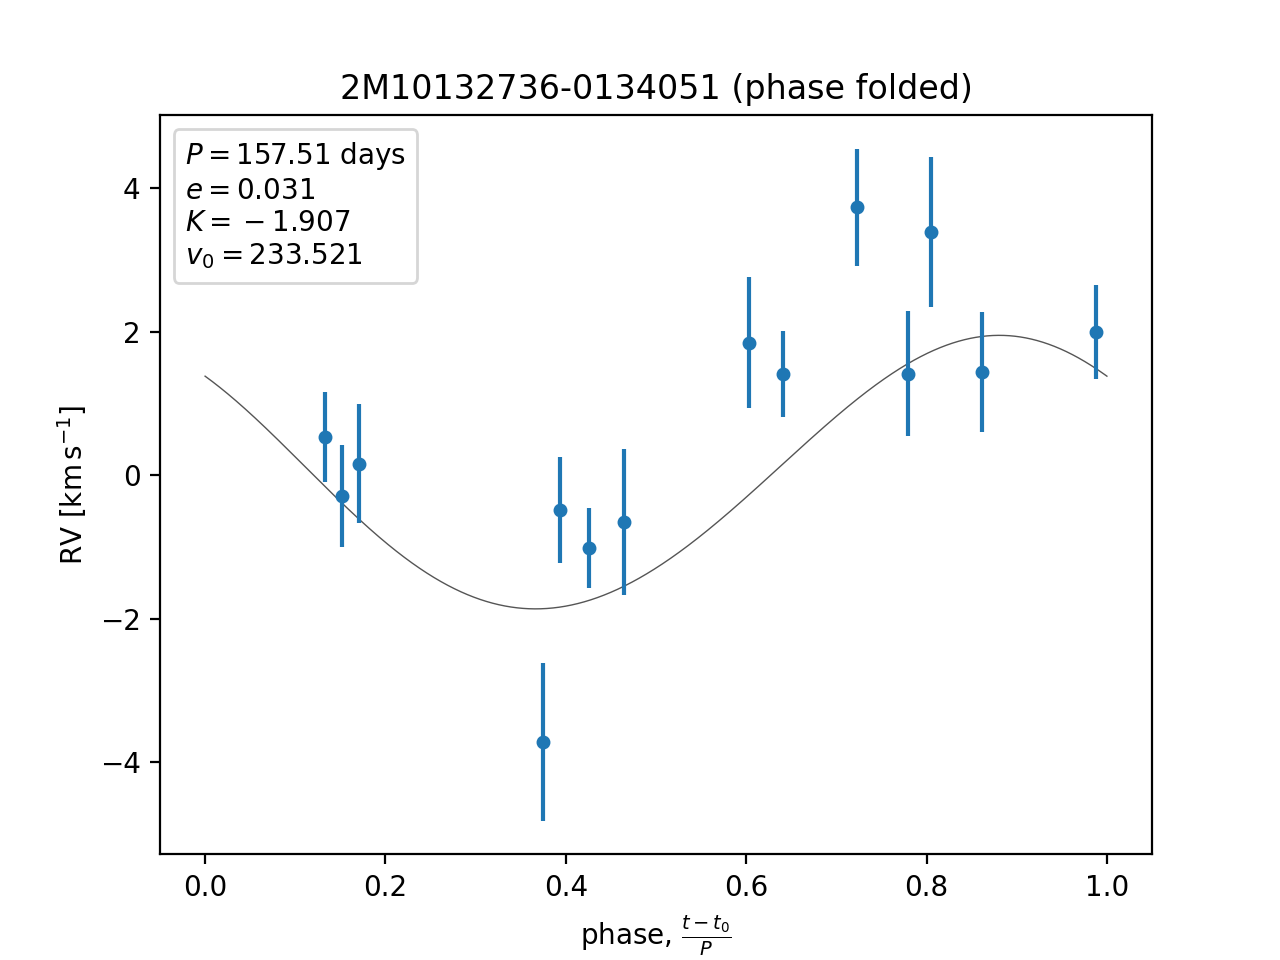 2M10132736-0134051 (phase folded)
P = 157.51 days
e = 0.031
K = −1.907
v₀ = 233.521
4
2
0
−2
−4
RV [km s⁻¹]
0.0 0.2 0.4 0.6 0.8 1.0
phase, (t − t₀)/P